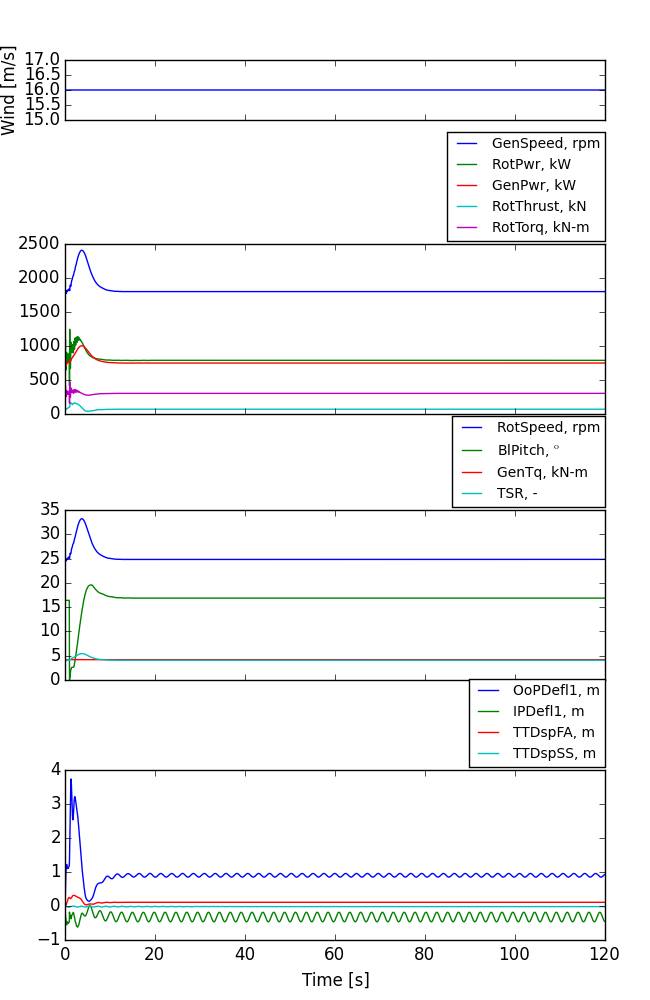 Wind [m/s]
17.0
16.5
16.0
15.5
15.0
GenSpeed, rpm
RotPwr, kW
GenPwr, kW
RotThrust, kN
RotTorq, kN-m
2500
2000
1500
1000
500
0
RotSpeed, rpm
BlPitch, °
GenTq, kN-m
TSR, -
35
30
25
20
15
10
5
0
OoPDefl1, m
IPDefl1, m
TTDspFA, m
TTDspSS, m
4
3
2
1
0
−1
0 20 40 60 80 100 120
Time [s]